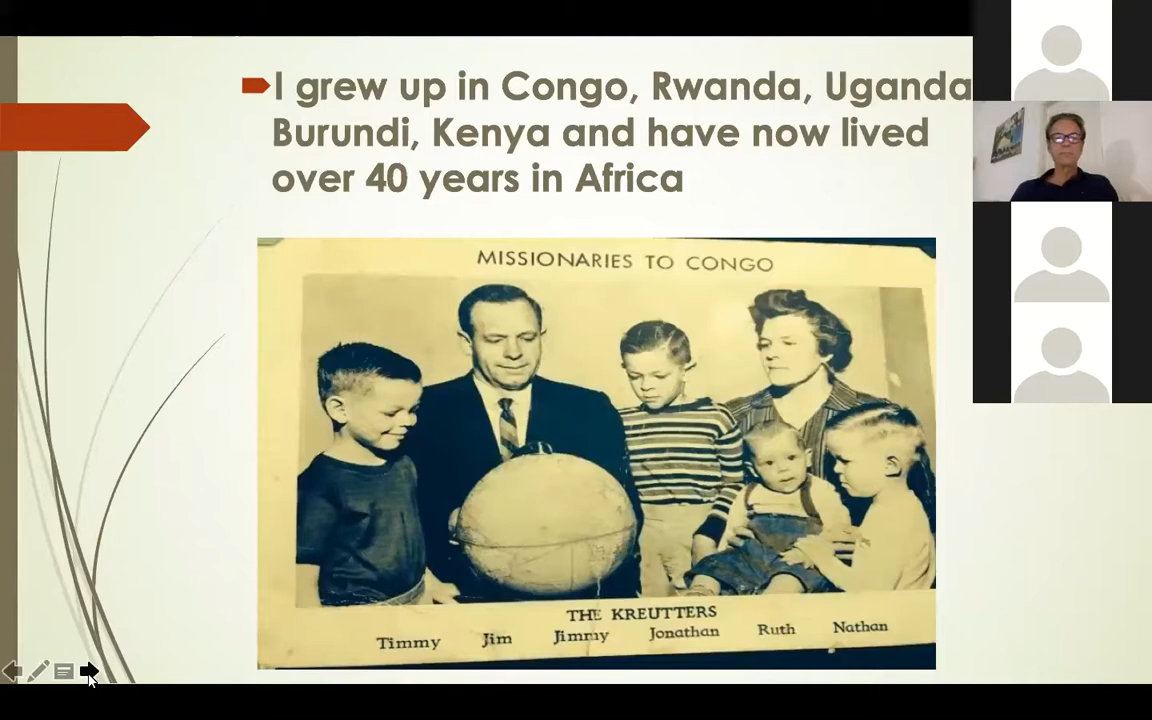 I grew up in Congo, Rwanda, Uganda
Burundi, Kenya and have now lived
over 40 years in Africa
MISSIONARIES TO CONGO
THE KREUTTERS
Timmy Jim Jimmy Jonathan Ruth Nathan